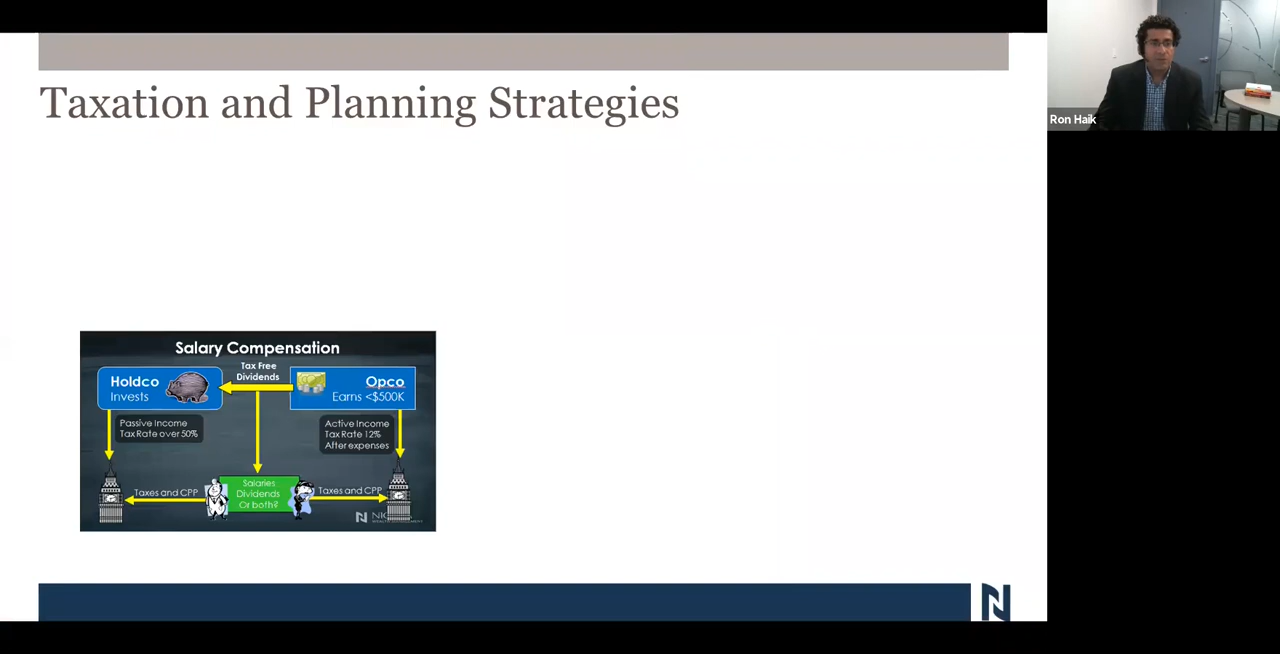 Taxation and Planning Strategies
Ron Haik
Salary Compensation
Tax Free
Dividends
Holdco
Invests
Opco
Earns <$500K
Passive Income
Tax Rate over 50%
Active Income
Tax Rate 12%
After expenses
Taxes and CPP
Salaries
Dividends
Or both?
Taxes and CPP